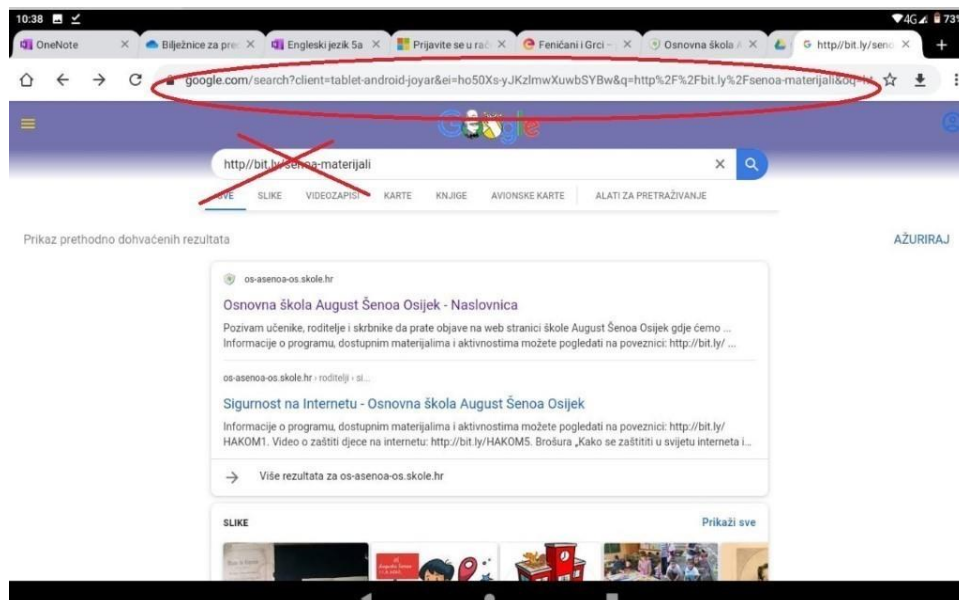 10:38 4G 73%
OneNote Bilježnice za pre Engleski jezik 5a Prijavite se u rač Feničani i Grci – Osnovna škola A G http//bit.ly/seno
google.com/search?client=tablet-android-joyar&ei=ho50Xs-yJKzlmwXuwbSYBw&q=http%2F%2Fbit.ly%2Fsenoa-materijali&oq=ht
Google
http//bit.ly/senoa-materijali
SVE SLIKE VIDEOZAPISI KARTE KNJIGE AVIONSKE KARTE ALATI ZA PRETRAŽIVANJE
Prikaz prethodno dohvaćenih rezultata AŽURIRAJ
os-asenoa-os.skole.hr
Osnovna škola August Šenoa Osijek - Naslovnica
Pozivam učenike, roditelje i skrbnike da prate objave na web stranici škole August Šenoa Osijek gdje ćemo ...
Informacije o programu, dostupnim materijalima i aktivnostima možete pogledati na poveznici: http://bit.ly/ ...
os-asenoa-os.skole.hr › roditelji › si...
Sigurnost na Internetu - Osnovna škola August Šenoa Osijek
Informacije o programu, dostupnim materijalima i aktivnostima možete pogledati na poveznici: http://bit.ly/
HAKOM1. Video o zaštiti djece na internetu: http://bit.ly/HAKOM5. Brošura „Kako se zaštititi u svijetu interneta i...
Više rezultata za os-asenoa-os.skole.hr
SLIKE Prikaži sve